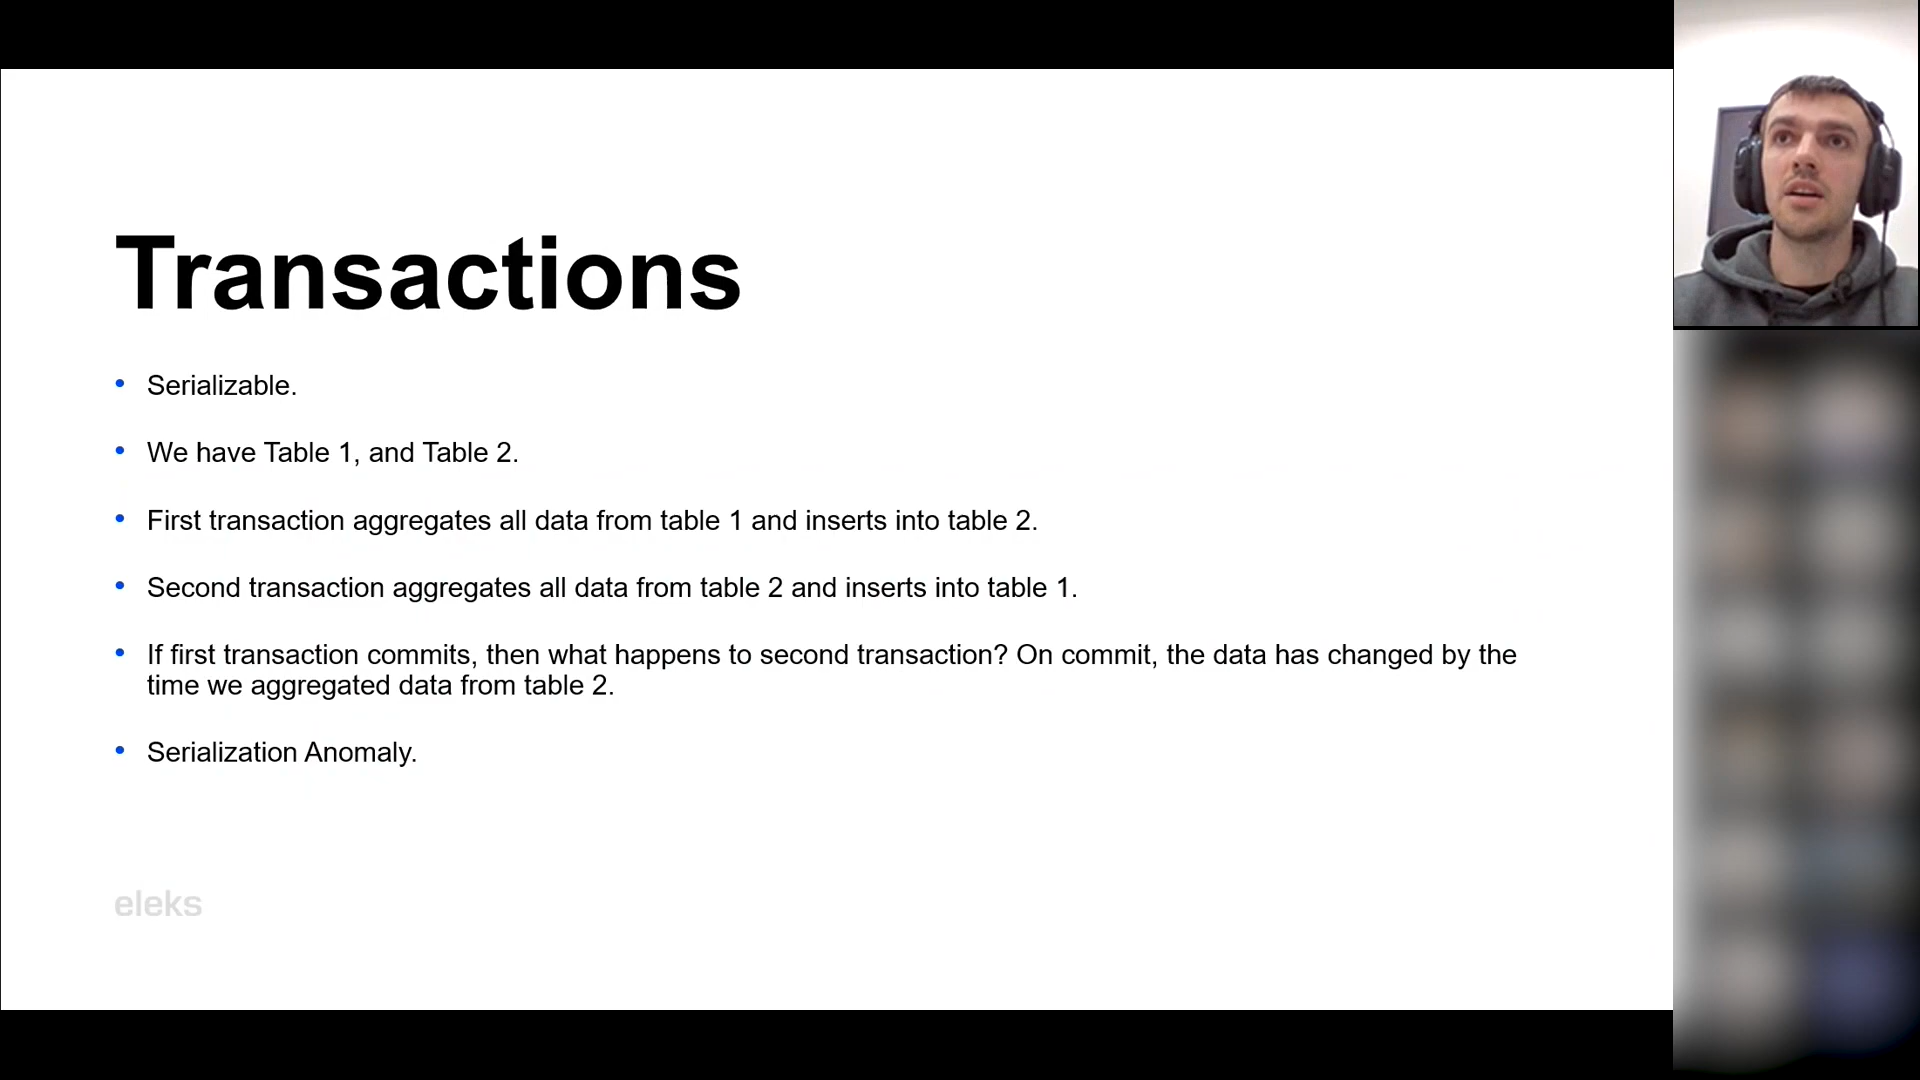 Transactions
• Serializable.
• We have Table 1, and Table 2.
• First transaction aggregates all data from table 1 and inserts into table 2.
• Second transaction aggregates all data from table 2 and inserts into table 1.
• If first transaction commits, then what happens to second transaction? On commit, the data has changed by the
time we aggregated data from table 2.
• Serialization Anomaly.
eleks